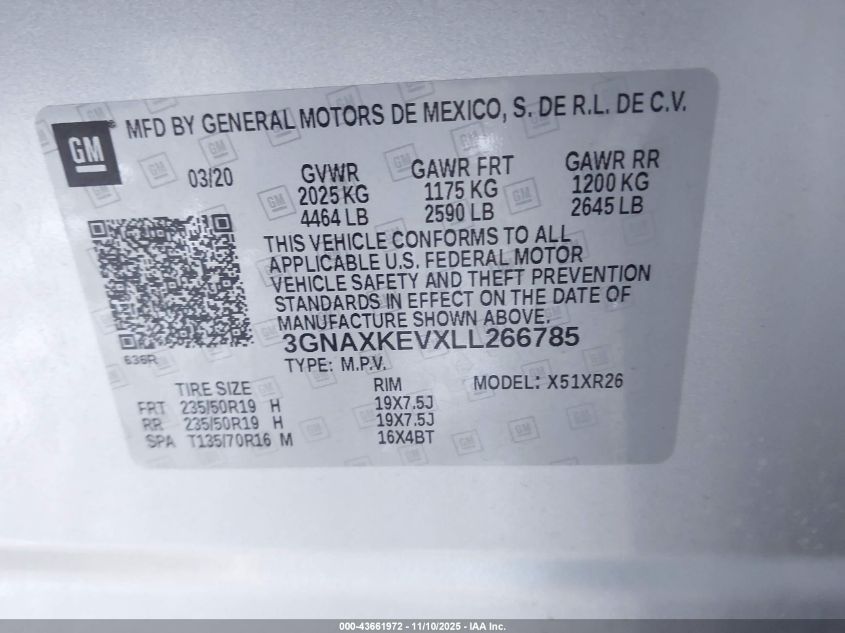 GM
MFD BY GENERAL MOTORS DE MEXICO, S. DE R.L. DE C.V.
03/20 GVWR GAWR FRT GAWR RR
2025 KG 1175 KG 1200 KG
4464 LB 2590 LB 2645 LB
THIS VEHICLE CONFORMS TO ALL
APPLICABLE U.S. FEDERAL MOTOR
VEHICLE SAFETY AND THEFT PREVENTION
STANDARDS IN EFFECT ON THE DATE OF
MANUFACTURE SHOWN ABOVE.
3GNAXKEVXLL266785
636R
TYPE: M.P.V.
TIRE SIZE RIM MODEL: X51XR26
FRT 235/50R19 H 19X7.5J
RR 235/50R19 H 19X7.5J
SPA T135/70R16 M 16X4BT
000-43661972 - 11/10/2025 - IAA Inc.